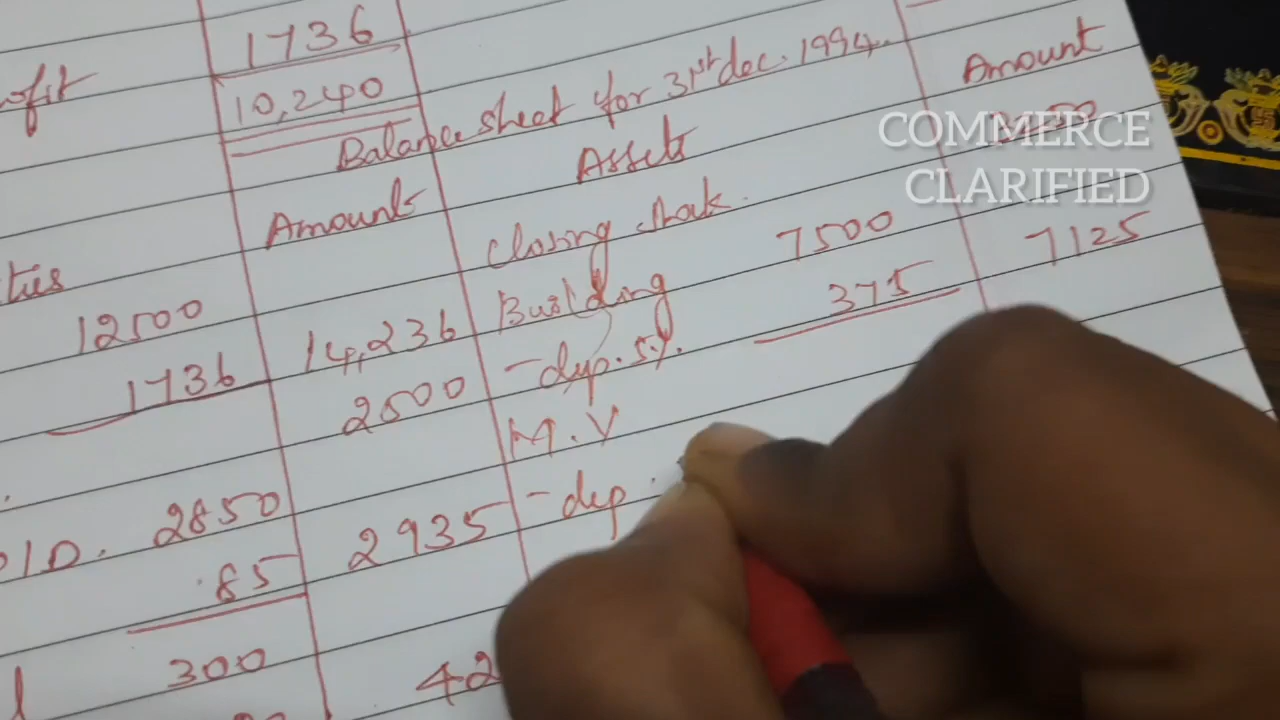 1736
10,240
Balance sheet for 31st dec. 1994.
Amount
Assets
Amount
COMMERCE
CLARIFIED
closing stock.
12500
Building 7500 7125
1736 14,236
-dep. 5%. 375
2500
M.V
-dep.
2850
85 2935
300
42